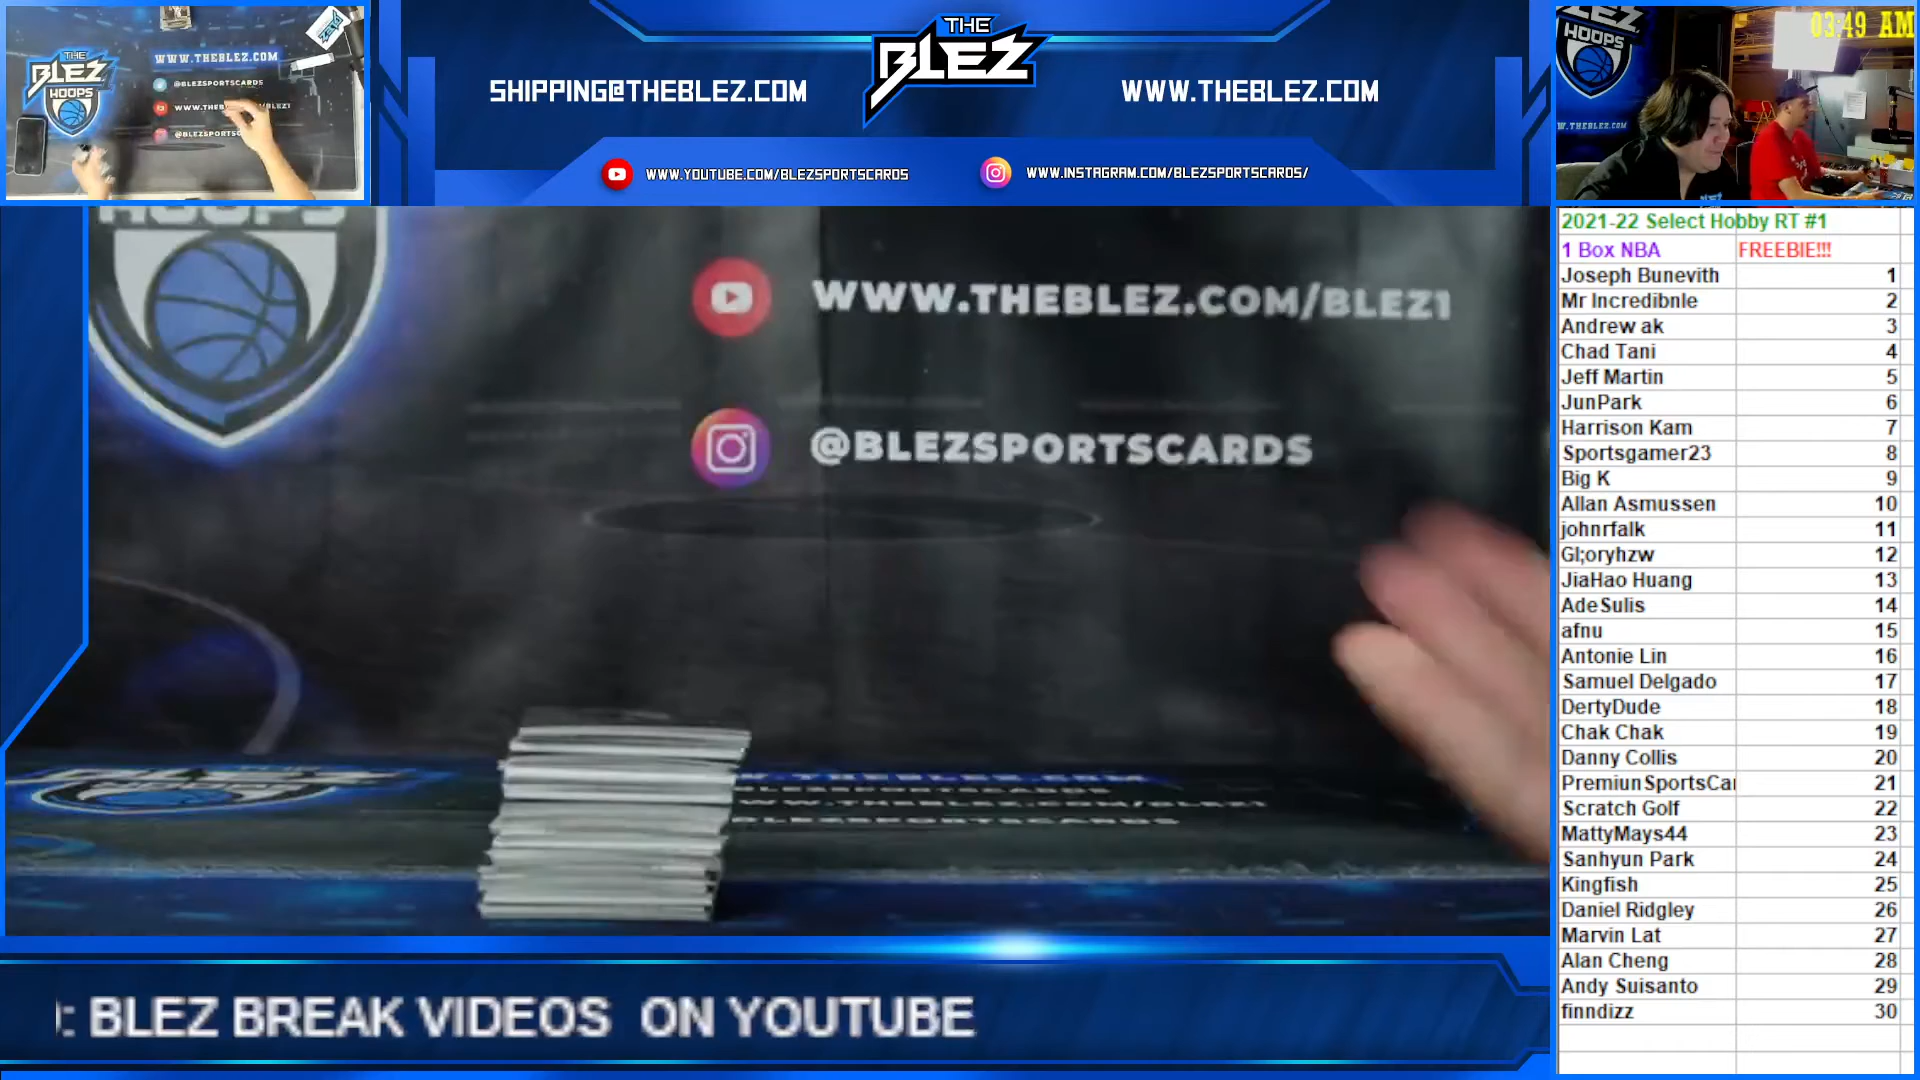 THE
BLEZ
HOOPS
WWW.THEBLEZ.COM
@BLEZSPORTSCARDS
SHIPPING@THEBLEZ.COM
THE
BLEZ
WWW.THEBLEZ.COM
WWW.YOUTUBE.COM/BLEZSPORTSCARDS
WWW.INSTAGRAM.COM/BLEZSPORTSCARDS/
HOOPS
03:49 AM
HOOPS
WWW.THEBLEZ.COM/BLEZ1
@BLEZSPORTSCARDS
: BLEZ BREAK VIDEOS ON YOUTUBE
2021-22 Select Hobby RT #1
1 Box NBA FREEBIE!!!
Joseph Bunevith 1
Mr Incredibnle 2
Andrew ak 3
Chad Tani 4
Jeff Martin 5
JunPark 6
Harrison Kam 7
Sportsgamer23 8
Big K 9
Allan Asmussen 10
johnrfalk 11
Gl;oryhzw 12
JiaHao Huang 13
AdeSulis 14
afnu 15
Antonie Lin 16
Samuel Delgado 17
DertyDude 18
Chak Chak 19
Danny Collis 20
PremiunSportsCa 21
Scratch Golf 22
MattyMays44 23
Sanhyun Park 24
Kingfish 25
Daniel Ridgley 26
Marvin Lat 27
Alan Cheng 28
Andy Suisanto 29
finndizz 30